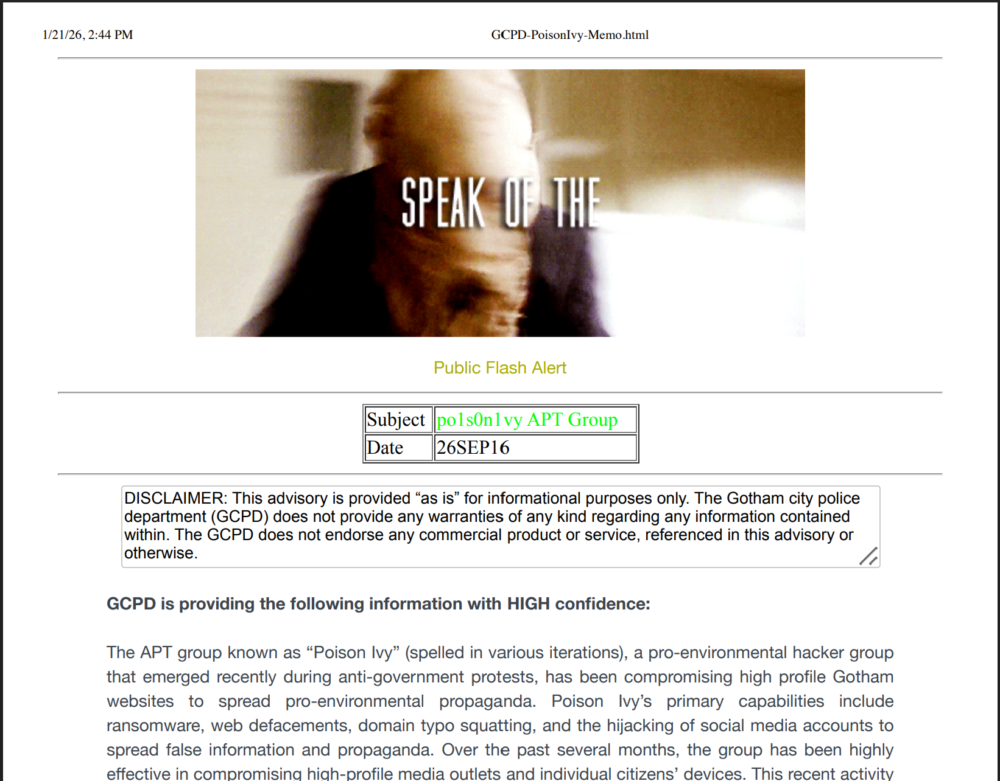 1/21/26, 2:44 PM
GCPD-PoisonIvy-Memo.html
SPEAK OF THE
Public Flash Alert
Subject po1s0n1vy APT Group
Date 26SEP16
DISCLAIMER: This advisory is provided “as is” for informational purposes only. The Gotham city police
department (GCPD) does not provide any warranties of any kind regarding any information contained
within. The GCPD does not endorse any commercial product or service, referenced in this advisory or
otherwise.
GCPD is providing the following information with HIGH confidence:
The APT group known as “Poison Ivy” (spelled in various iterations), a pro-environmental hacker group
that emerged recently during anti-government protests, has been compromising high profile Gotham
websites to spread pro-environmental propaganda. Poison Ivy’s primary capabilities include
ransomware, web defacements, domain typo squatting, and the hijacking of social media accounts to
spread false information and propaganda. Over the past several months, the group has been highly
effective in compromising high-profile media outlets and individual citizens’ devices. This recent activity